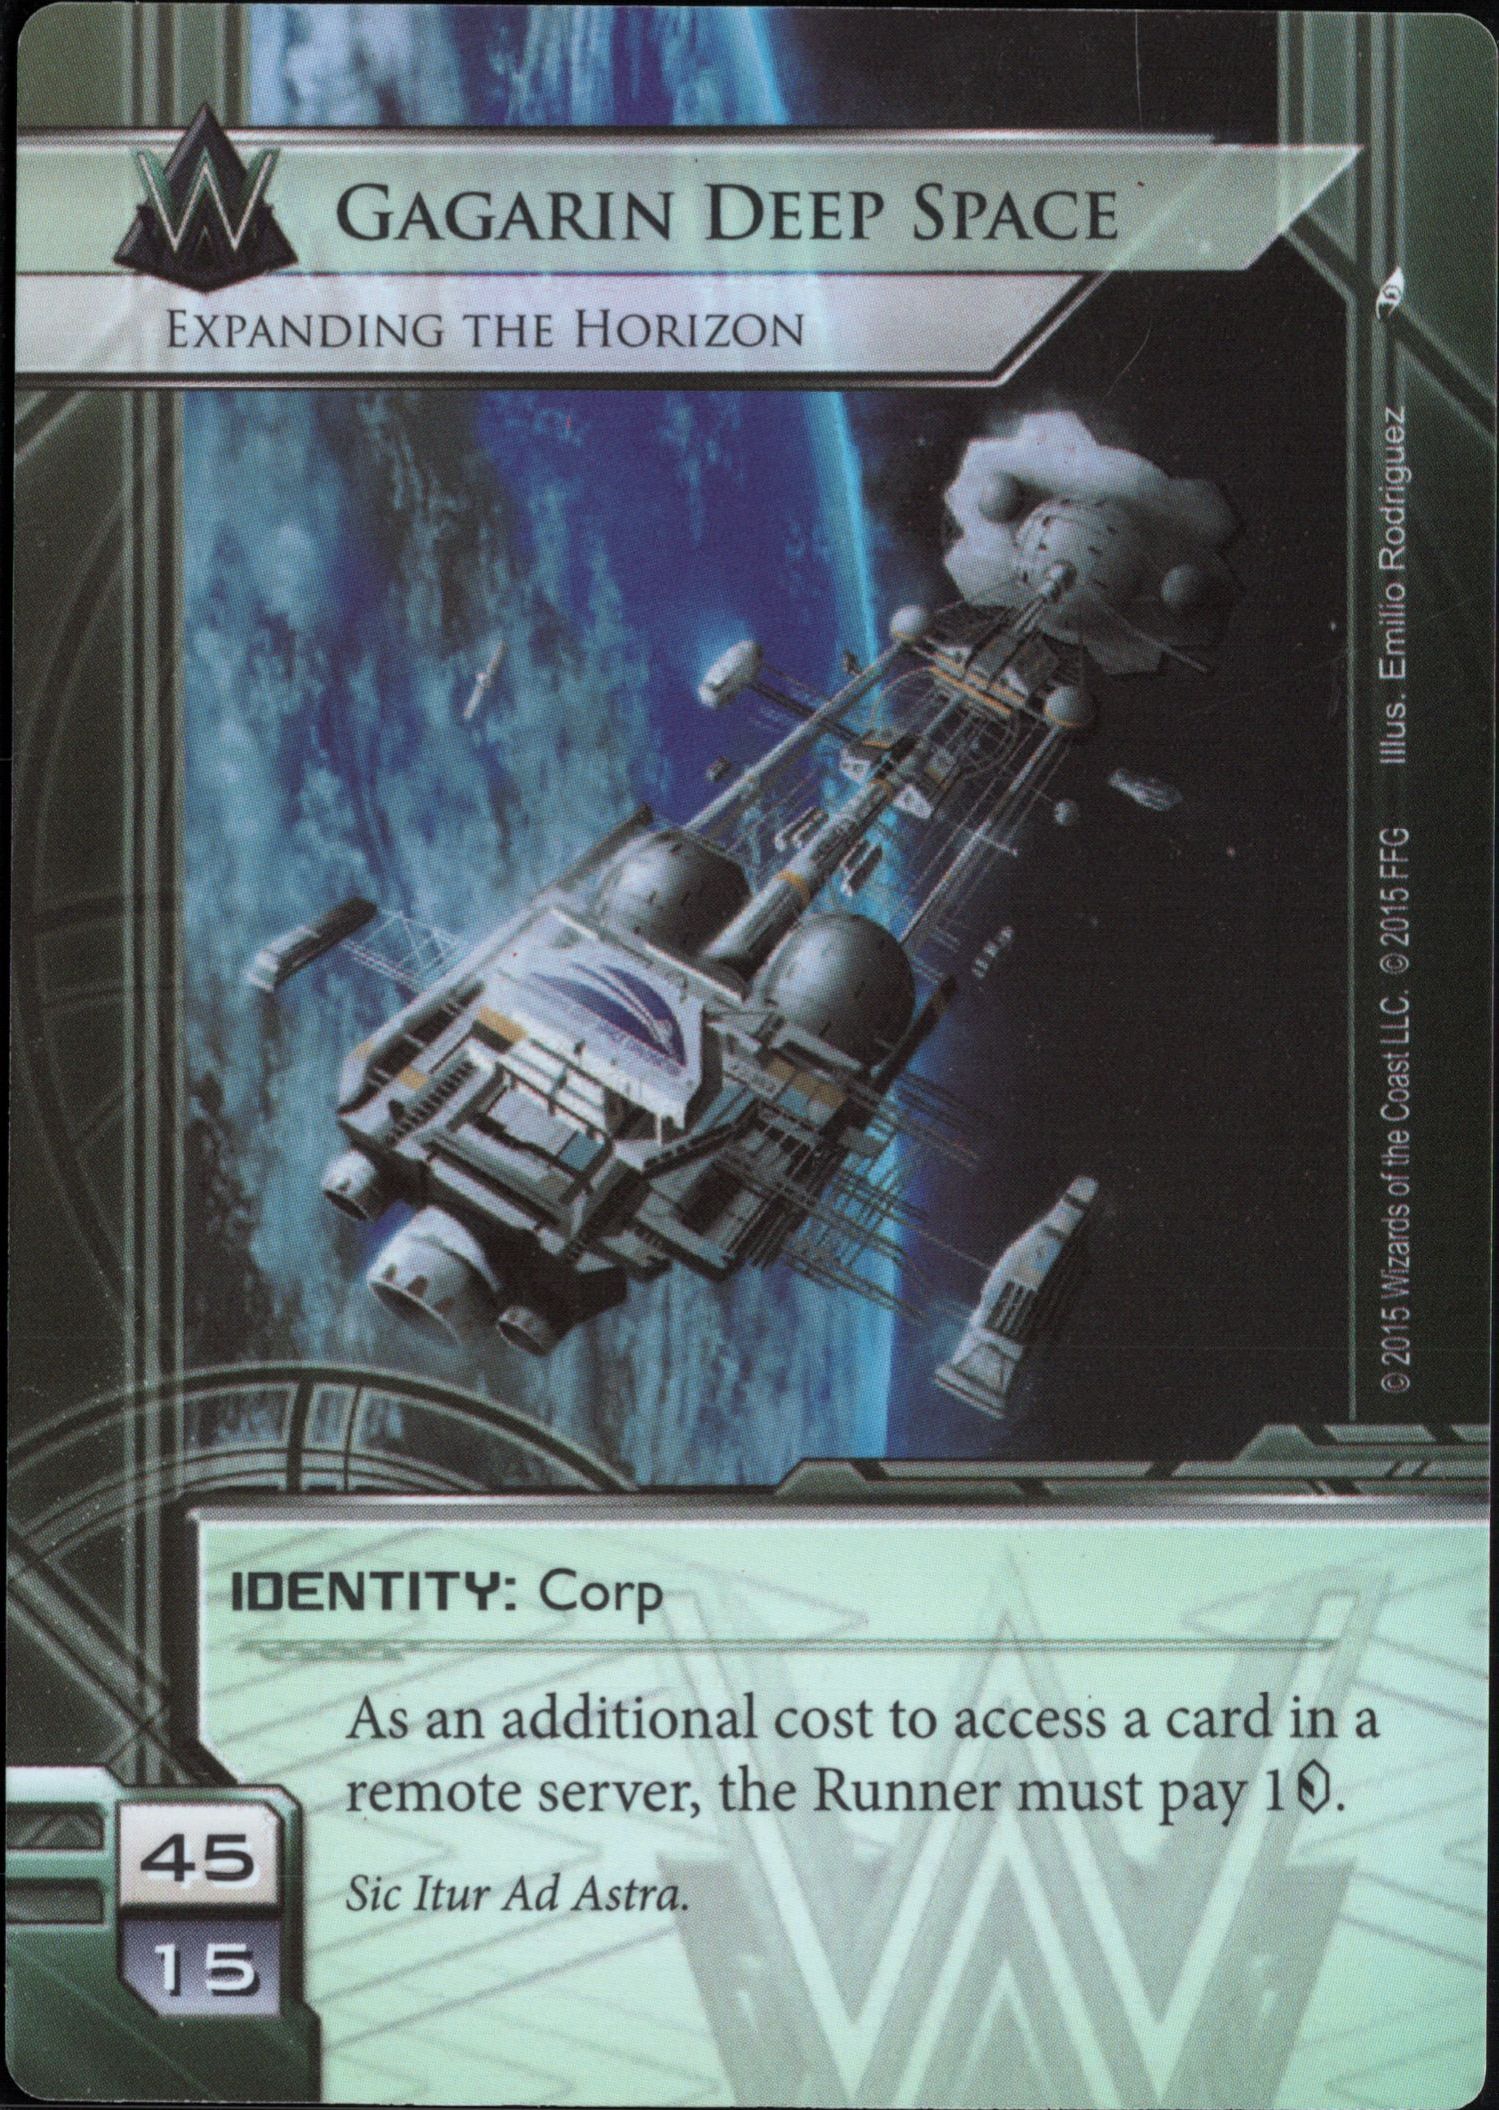 GAGARIN DEEP SPACE
EXPANDING THE HORIZON
© 2015 Wizards of the Coast LLC. © 2015 FFG Illus. Emilio Rodriguez
IDENTITY: Corp
As an additional cost to access a card in a
remote server, the Runner must pay 1.
Sic Itur Ad Astra.
45
15